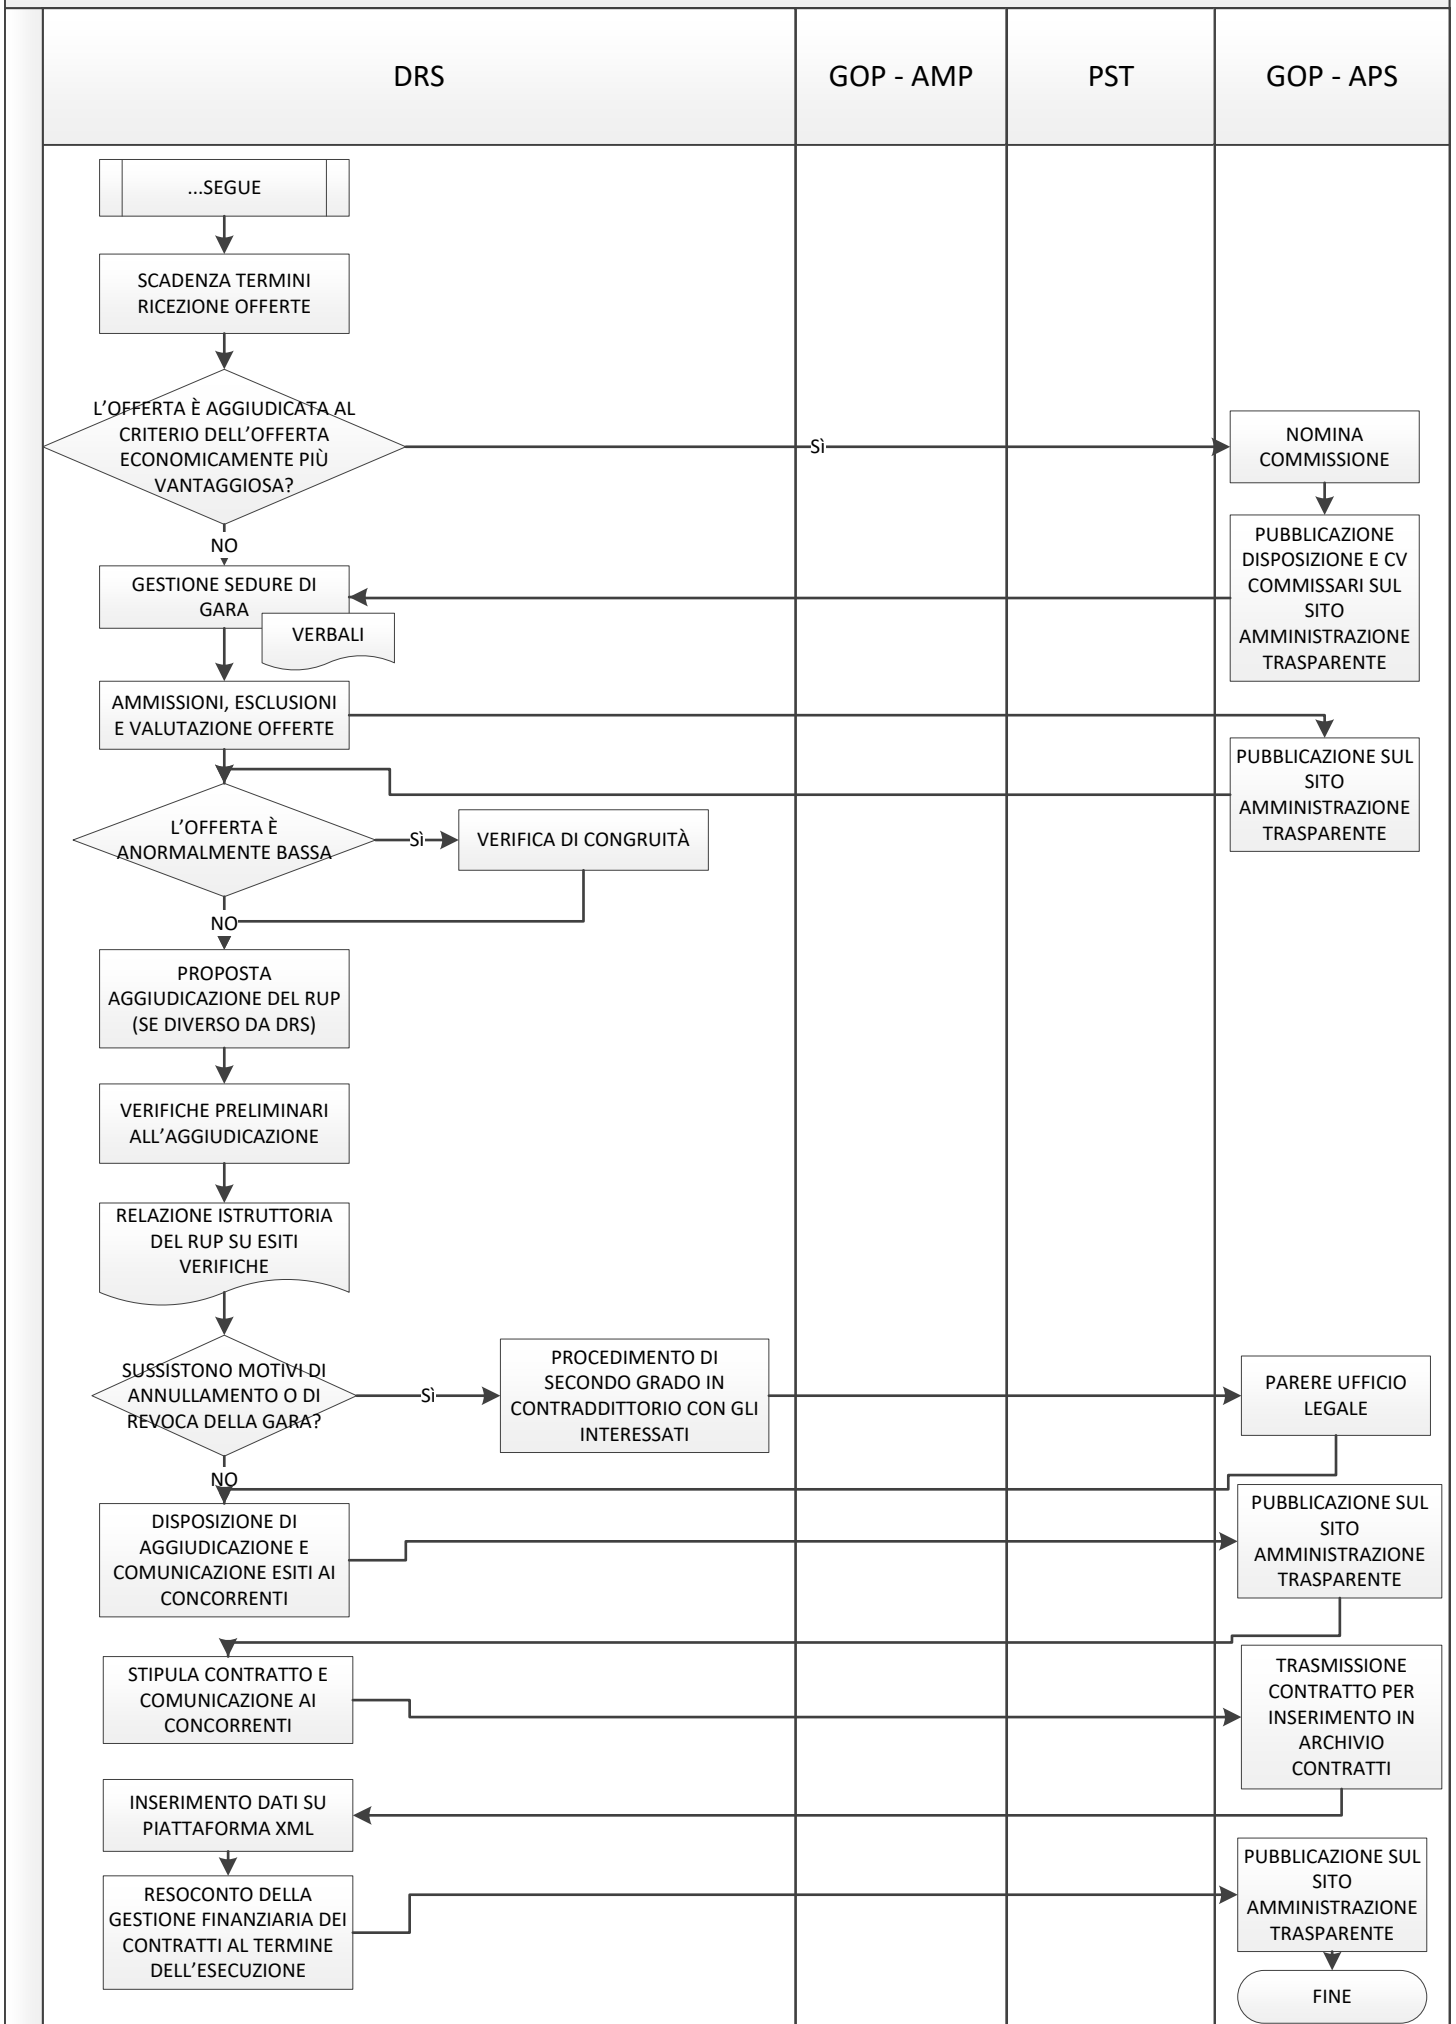 DRS
GOP - AMP
PST
GOP - APS
...SEGUE
SCADENZA TERMINI
RICEZIONE OFFERTE
L'OFFERTA È AGGIUDICATA AL
CRITERIO DELL'OFFERTA
ECONOMICAMENTE PIÙ
VANTAGGIOSA?
Sì
NOMINA
COMMISSIONE
NO
PUBBLICAZIONE
DISPOSIZIONE E CV
COMMISSARI SUL
SITO
AMMINISTRAZIONE
TRASPARENTE
GESTIONE SEDURE DI
GARA
VERBALI
AMMISSIONI, ESCLUSIONI
E VALUTAZIONE OFFERTE
PUBBLICAZIONE SUL
SITO
AMMINISTRAZIONE
TRASPARENTE
L'OFFERTA È
ANORMALMENTE BASSA
Sì
VERIFICA DI CONGRUITÀ
NO
PROPOSTA
AGGIUDICAZIONE DEL RUP
(SE DIVERSO DA DRS)
VERIFICHE PRELIMINARI
ALL'AGGIUDICAZIONE
RELAZIONE ISTRUTTORIA
DEL RUP SU ESITI
VERIFICHE
SUSSISTONO MOTIVI DI
ANNULLAMENTO O DI
REVOCA DELLA GARA?
Sì
PROCEDIMENTO DI
SECONDO GRADO IN
CONTRADDITTORIO CON GLI
INTERESSATI
PARERE UFFICIO
LEGALE
NO
DISPOSIZIONE DI
AGGIUDICAZIONE E
COMUNICAZIONE ESITI AI
CONCORRENTI
PUBBLICAZIONE SUL
SITO
AMMINISTRAZIONE
TRASPARENTE
STIPULA CONTRATTO E
COMUNICAZIONE AI
CONCORRENTI
TRASMISSIONE
CONTRATTO PER
INSERIMENTO IN
ARCHIVIO
CONTRATTI
INSERIMENTO DATI SU
PIATTAFORMA XML
RESOCONTO DELLA
GESTIONE FINANZIARIA DEI
CONTRATTI AL TERMINE
DELL'ESECUZIONE
PUBBLICAZIONE SUL
SITO
AMMINISTRAZIONE
TRASPARENTE
FINE